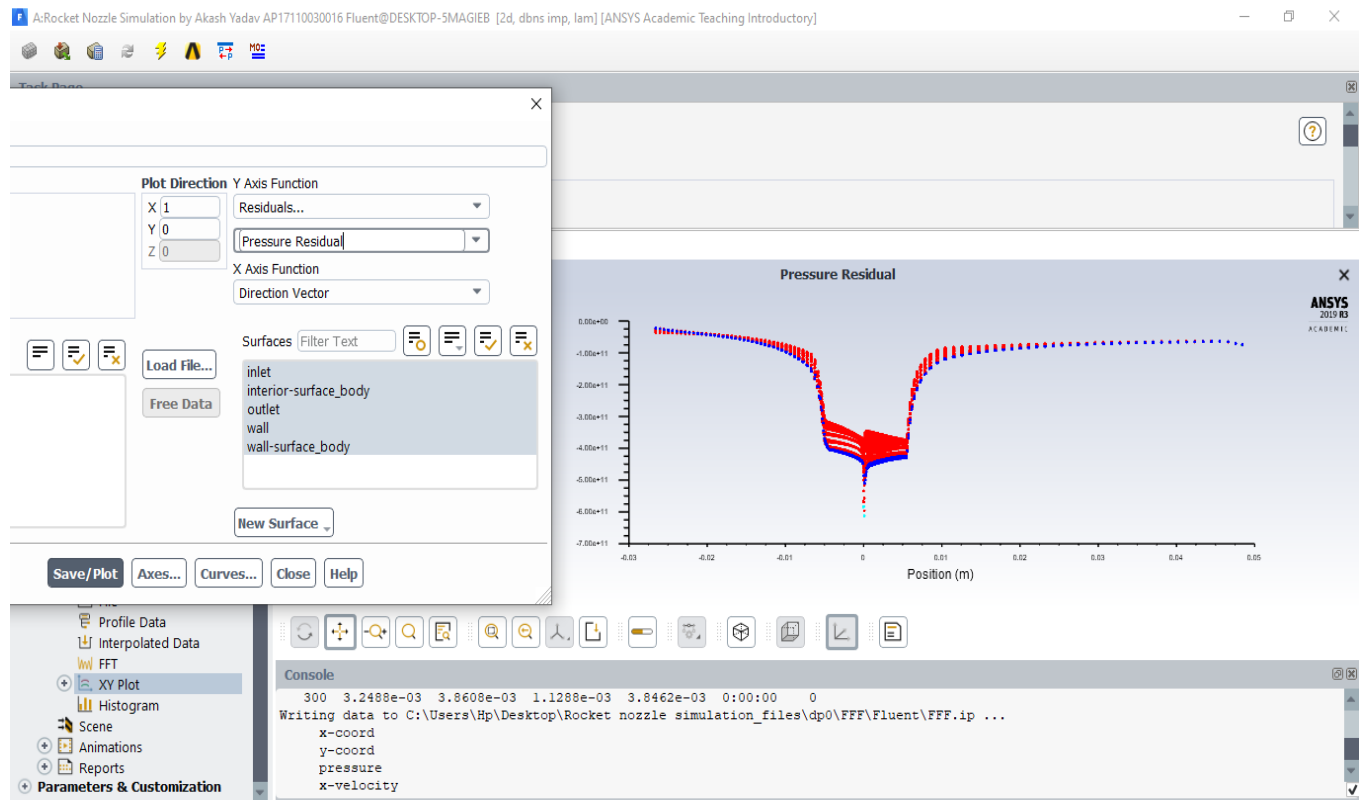 A:Rocket Nozzle Simulation by Akash Yadav AP17110030016 Fluent@DESKTOP-5MAGIEB [2d, dbns imp, lam] [ANSYS Academic Teaching Introductory]
Task Page
Plot Direction Y Axis Function
X 1
Residuals...
Y 0
Pressure Residual
Z 0
X Axis Function
Direction Vector
Surfaces Filter Text
Load File...
inlet
interior-surface_body
Free Data
outlet
wall
wall-surface_body
New Surface
Save/Plot Axes... Curves... Close Help
Pressure Residual
ANSYS
2019 R3
ACADEMIC
0.00e+00
-1.00e+11
-2.00e+11
-3.00e+11
-4.00e+11
-5.00e+11
-6.00e+11
-7.00e+11
-0.03 -0.02 -0.01 0 0.01 0.02 0.03 0.04 0.05
Position (m)
File
Profile Data
Interpolated Data
FFT
XY Plot
Histogram
Scene
Animations
Reports
Parameters & Customization
Console
300 3.2488e-03 3.8608e-03 1.1288e-03 3.8462e-03 0:00:00 0
Writing data to C:\Users\Hp\Desktop\Rocket nozzle simulation_files\dp0\FFF\Fluent\FFF.ip ...
x-coord
y-coord
pressure
x-velocity